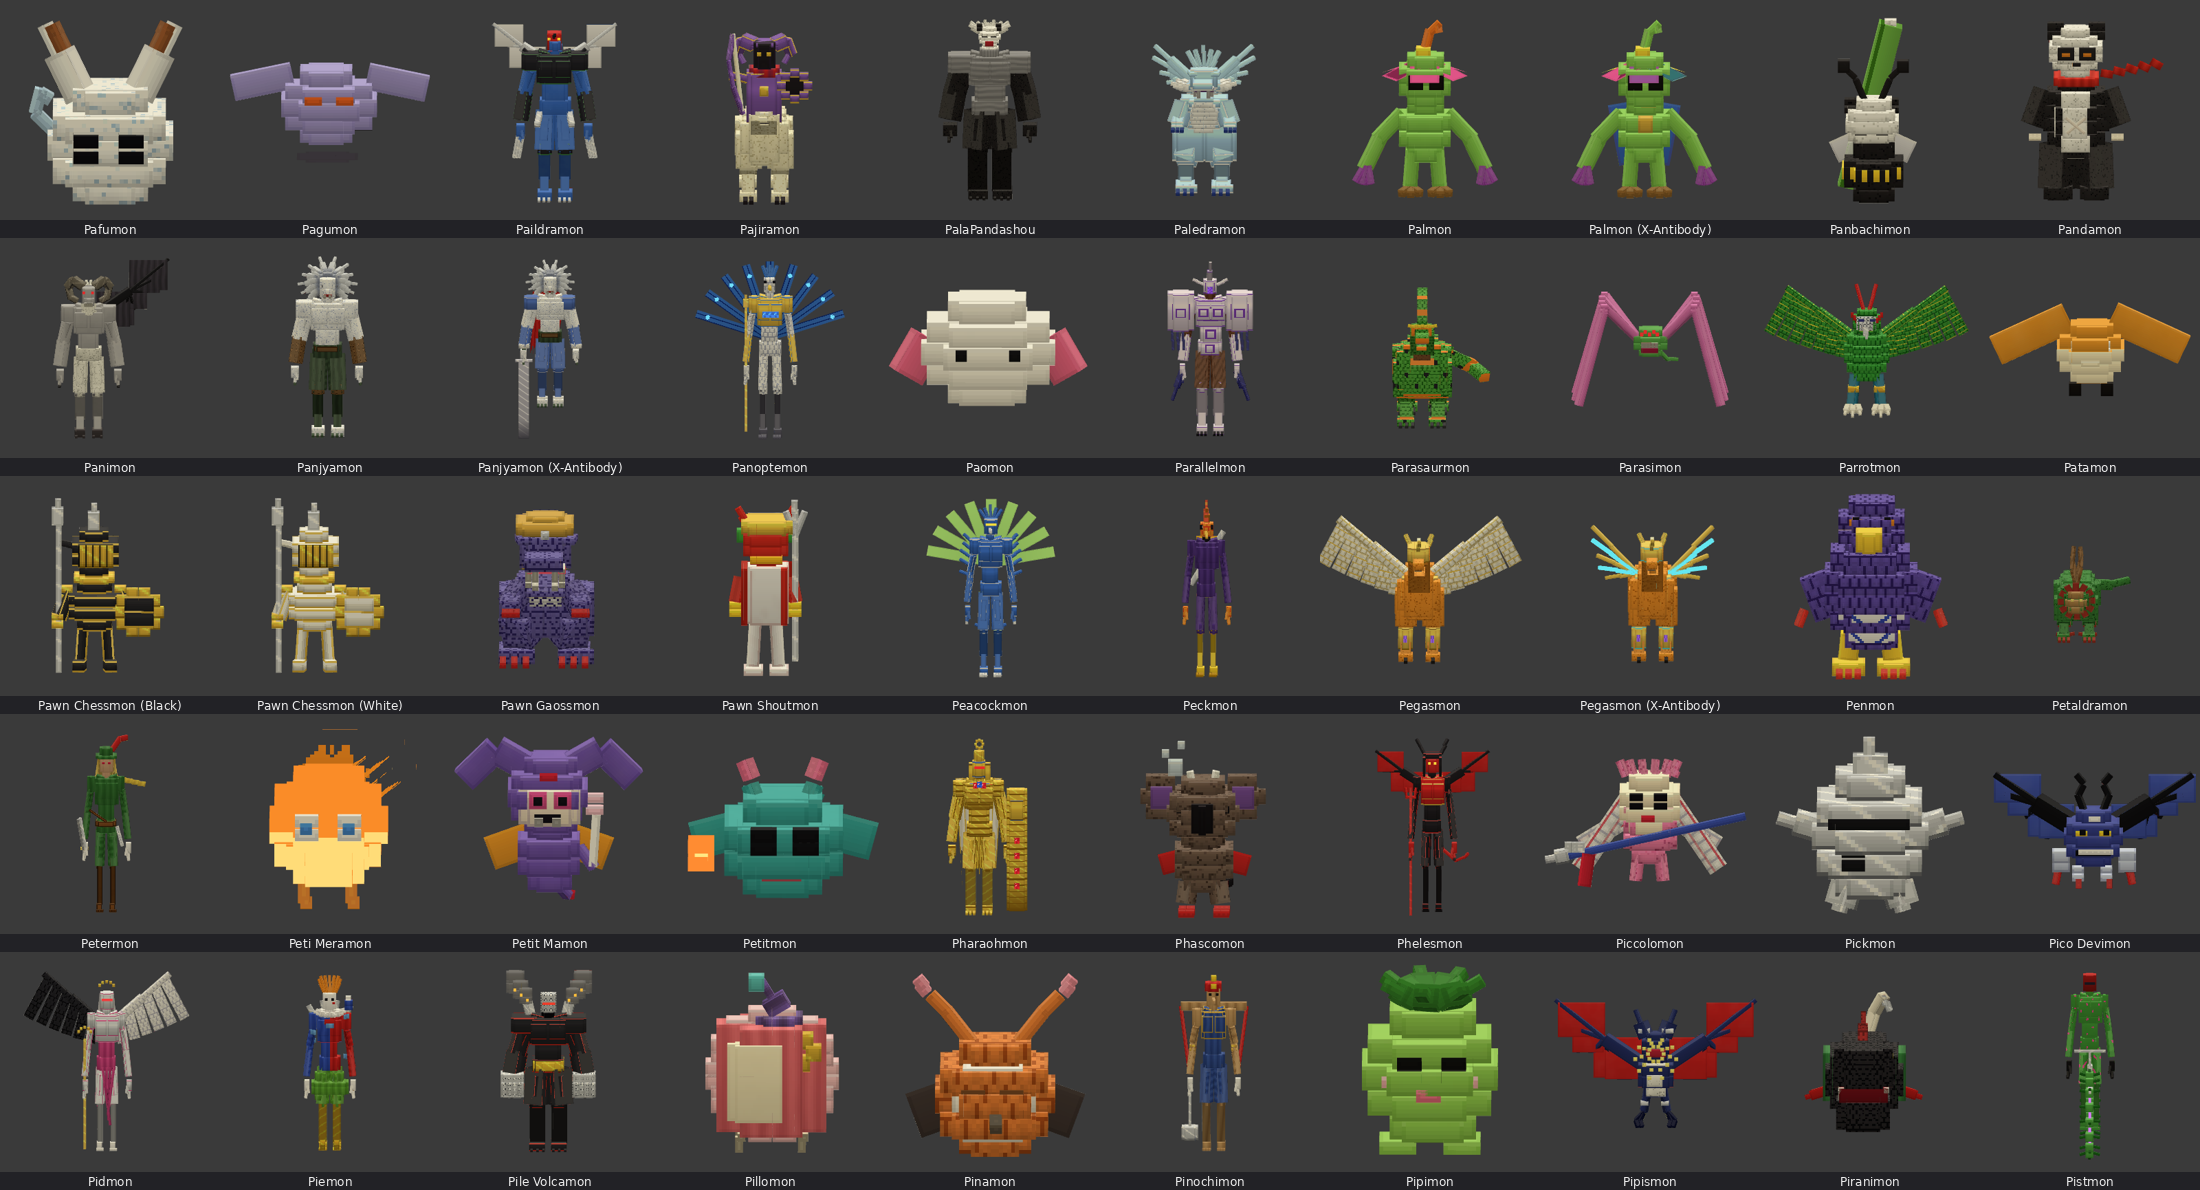 Pafumon Pagumon Paildramon Pajiramon PalaPandashou Paledramon Palmon Palmon (X-Antibody) Panbachimon Pandamon
Panimon Panjyamon Panjyamon (X-Antibody) Panoptemon Paomon Parallelmon Parasaurmon Parasimon Parrotmon Patamon
Pawn Chessmon (Black) Pawn Chessmon (White) Pawn Gaossmon Pawn Shoutmon Peacockmon Peckmon Pegasmon Pegasmon (X-Antibody) Penmon Petaldramon
Petermon Peti Meramon Petit Mamon Petitmon Pharaohmon Phascomon Phelesmon Piccolomon Pickmon Pico Devimon
Pidmon Piemon Pile Volcamon Pillomon Pinamon Pinochimon Pipimon Pipismon Piranimon Pistmon